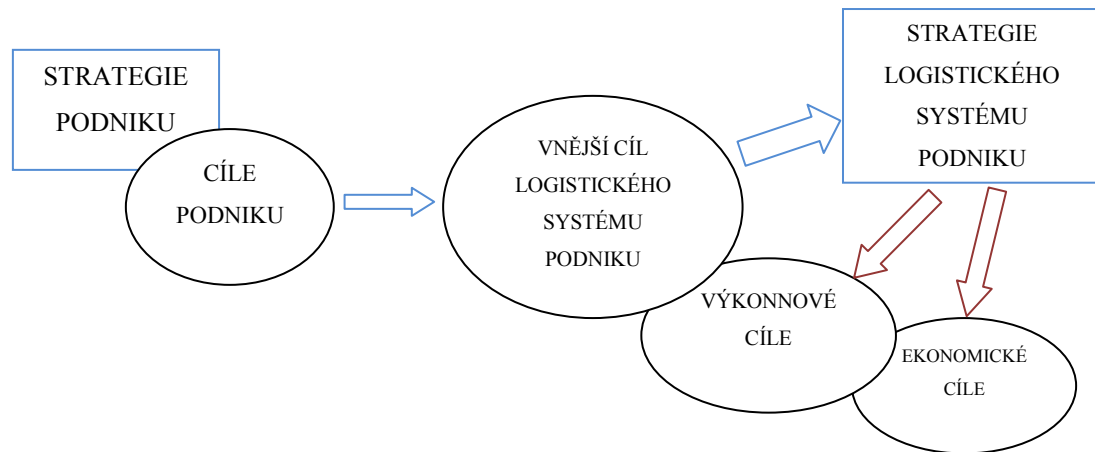 STRATEGIE
PODNIKU
CÍLE
PODNIKU
VNĚJŠÍ CÍL
LOGISTICKÉHO
SYSTÉMU
PODNIKU
STRATEGIE
LOGISTICKÉHO
SYSTÉMU
PODNIKU
VÝKONNOVÉ
CÍLE
EKONOMICKÉ
CÍLE